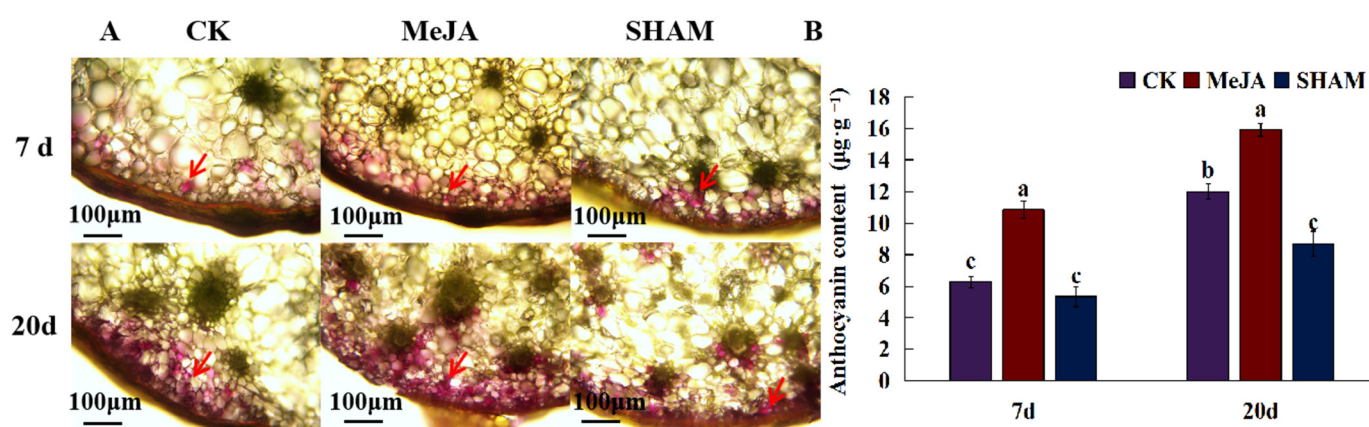 A CK MeJA SHAM B
7 d
100μm 100μm 100μm
20d
100μm 100μm 100μm
CK MeJA SHAM
Anthocyanin content (μg·g⁻¹)
18
16
14
12
10
8
6
4
2
0
c a c
b a c
7d 20d